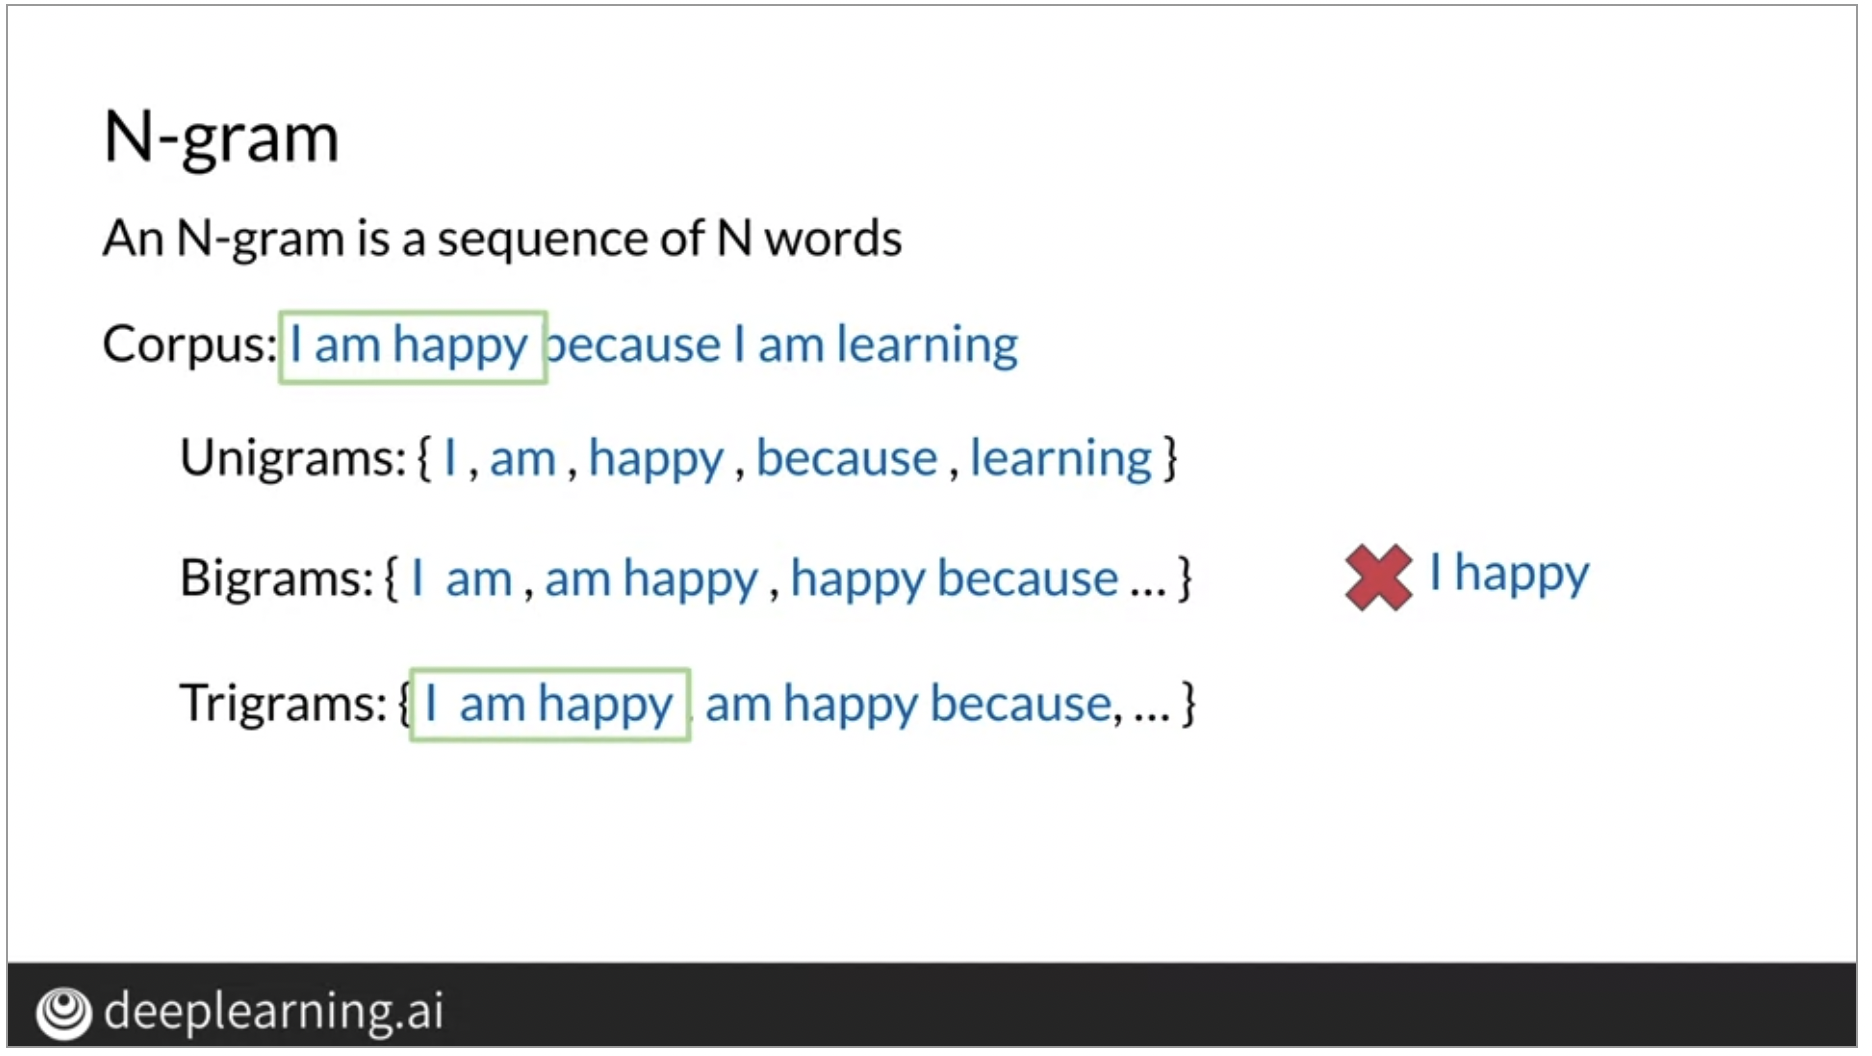 N-gram
An N-gram is a sequence of N words
Corpus: I am happy because I am learning
Unigrams: { I , am , happy , because , learning }
Bigrams: { I am , am happy , happy because ... }
I happy
Trigrams: { I am happy , am happy because, ... }
deeplearning.ai